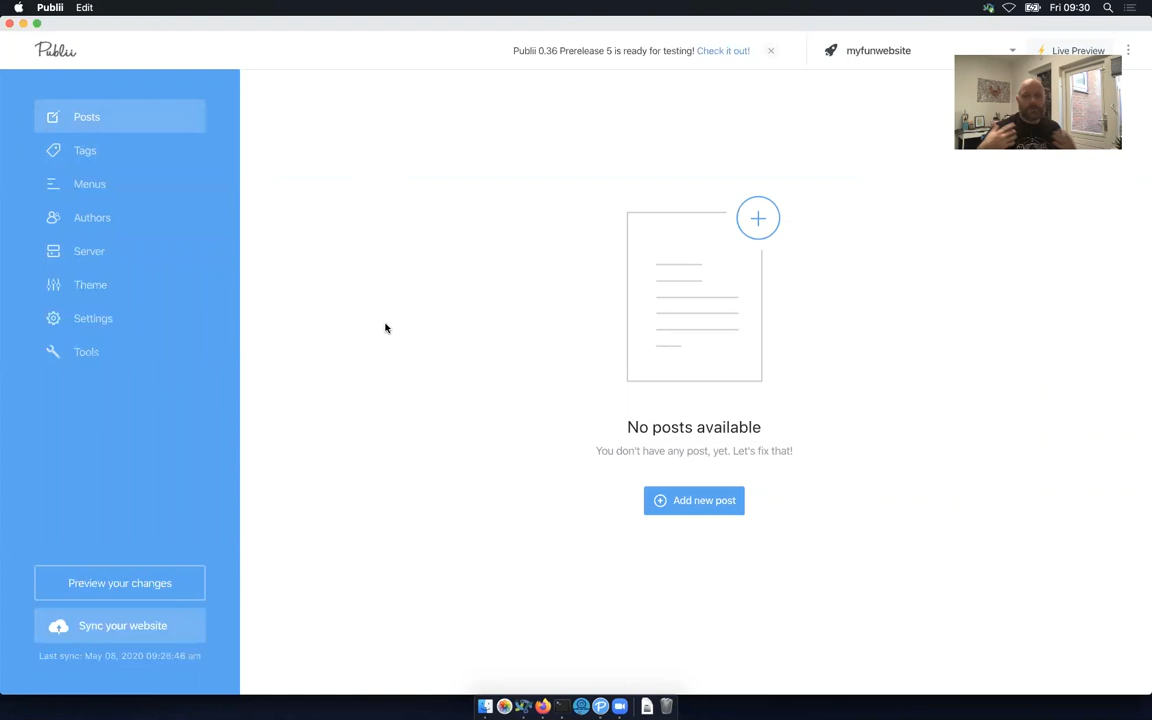 Publii Edit Fri 09:30
Publii Publii 0.36 Prerelease 5 is ready for testing! Check it out! myfunwebsite Live Preview
Posts
Tags
Menus
Authors
Server
Theme
Settings
Tools
No posts available
You don't have any post, yet. Let's fix that!
Add new post
Preview your changes
Sync your website
Last sync: May 08, 2020 09:28:46 am